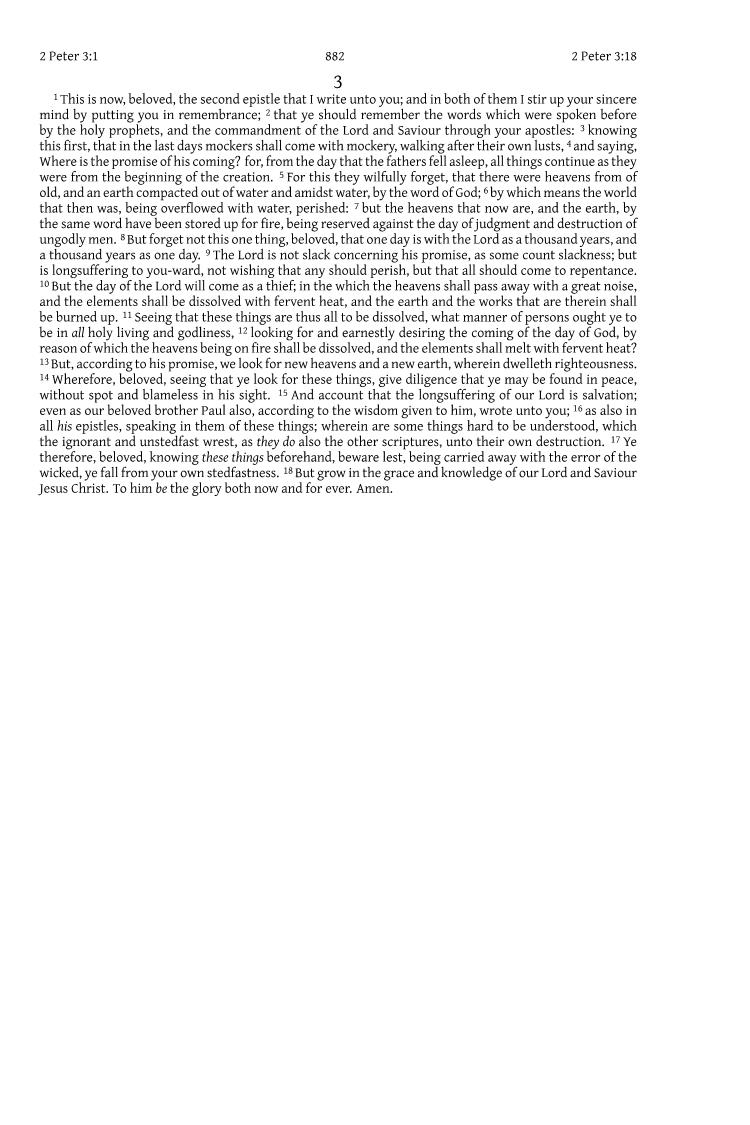 2 Peter 3:1 882 2 Peter 3:18
3
1 This is now, beloved, the second epistle that I write unto you; and in both of them I stir up your sincere
mind by putting you in remembrance; 2 that ye should remember the words which were spoken before
by the holy prophets, and the commandment of the Lord and Saviour through your apostles: 3 knowing
this first, that in the last days mockers shall come with mockery, walking after their own lusts, 4 and saying,
Where is the promise of his coming? for, from the day that the fathers fell asleep, all things continue as they
were from the beginning of the creation. 5 For this they wilfully forget, that there were heavens from of
old, and an earth compacted out of water and amidst water, by the word of God; 6 by which means the world
that then was, being overflowed with water, perished: 7 but the heavens that now are, and the earth, by
the same word have been stored up for fire, being reserved against the day of judgment and destruction of
ungodly men. 8 But forget not this one thing, beloved, that one day is with the Lord as a thousand years, and
a thousand years as one day. 9 The Lord is not slack concerning his promise, as some count slackness; but
is longsuffering to you-ward, not wishing that any should perish, but that all should come to repentance.
10 But the day of the Lord will come as a thief; in the which the heavens shall pass away with a great noise,
and the elements shall be dissolved with fervent heat, and the earth and the works that are therein shall
be burned up. 11 Seeing that these things are thus all to be dissolved, what manner of persons ought ye to
be in all holy living and godliness, 12 looking for and earnestly desiring the coming of the day of God, by
reason of which the heavens being on fire shall be dissolved, and the elements shall melt with fervent heat?
13 But, according to his promise, we look for new heavens and a new earth, wherein dwelleth righteousness.
14 Wherefore, beloved, seeing that ye look for these things, give diligence that ye may be found in peace,
without spot and blameless in his sight. 15 And account that the longsuffering of our Lord is salvation;
even as our beloved brother Paul also, according to the wisdom given to him, wrote unto you; 16 as also in
all his epistles, speaking in them of these things; wherein are some things hard to be understood, which
the ignorant and unstedfast wrest, as they do also the other scriptures, unto their own destruction. 17 Ye
therefore, beloved, knowing these things beforehand, beware lest, being carried away with the error of the
wicked, ye fall from your own stedfastness. 18 But grow in the grace and knowledge of our Lord and Saviour
Jesus Christ. To him be the glory both now and for ever. Amen.